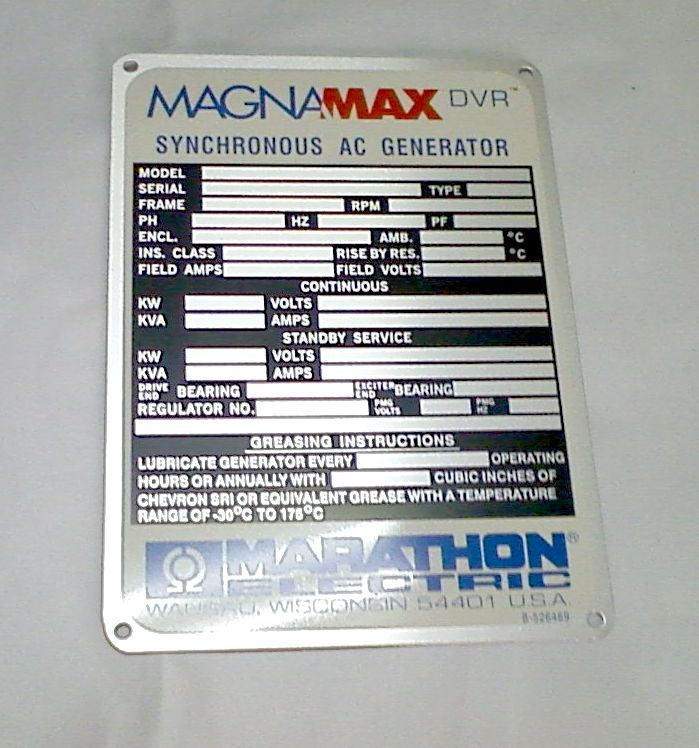 MAGNAMAX DVR™
SYNCHRONOUS AC GENERATOR
MODEL
SERIAL TYPE
FRAME RPM
PH HZ PF
ENCL. AMB. °C
INS. CLASS RISE BY RES. °C
FIELD AMPS FIELD VOLTS
CONTINUOUS
KW VOLTS
KVA AMPS
STANDBY SERVICE
KW VOLTS
KVA AMPS
DRIVE END BEARING EXCITER END BEARING
REGULATOR NO. PMG VOLTS PMG HZ
GREASING INSTRUCTIONS
LUBRICATE GENERATOR EVERY OPERATING
HOURS OR ANNUALLY WITH CUBIC INCHES OF
CHEVRON SRI OR EQUIVALENT GREASE WITH A TEMPERATURE
RANGE OF -30°C TO 175°C
MARATHON®
ELECTRIC
WAUSAU, WISCONSIN 54401 U.S.A.
B-526469